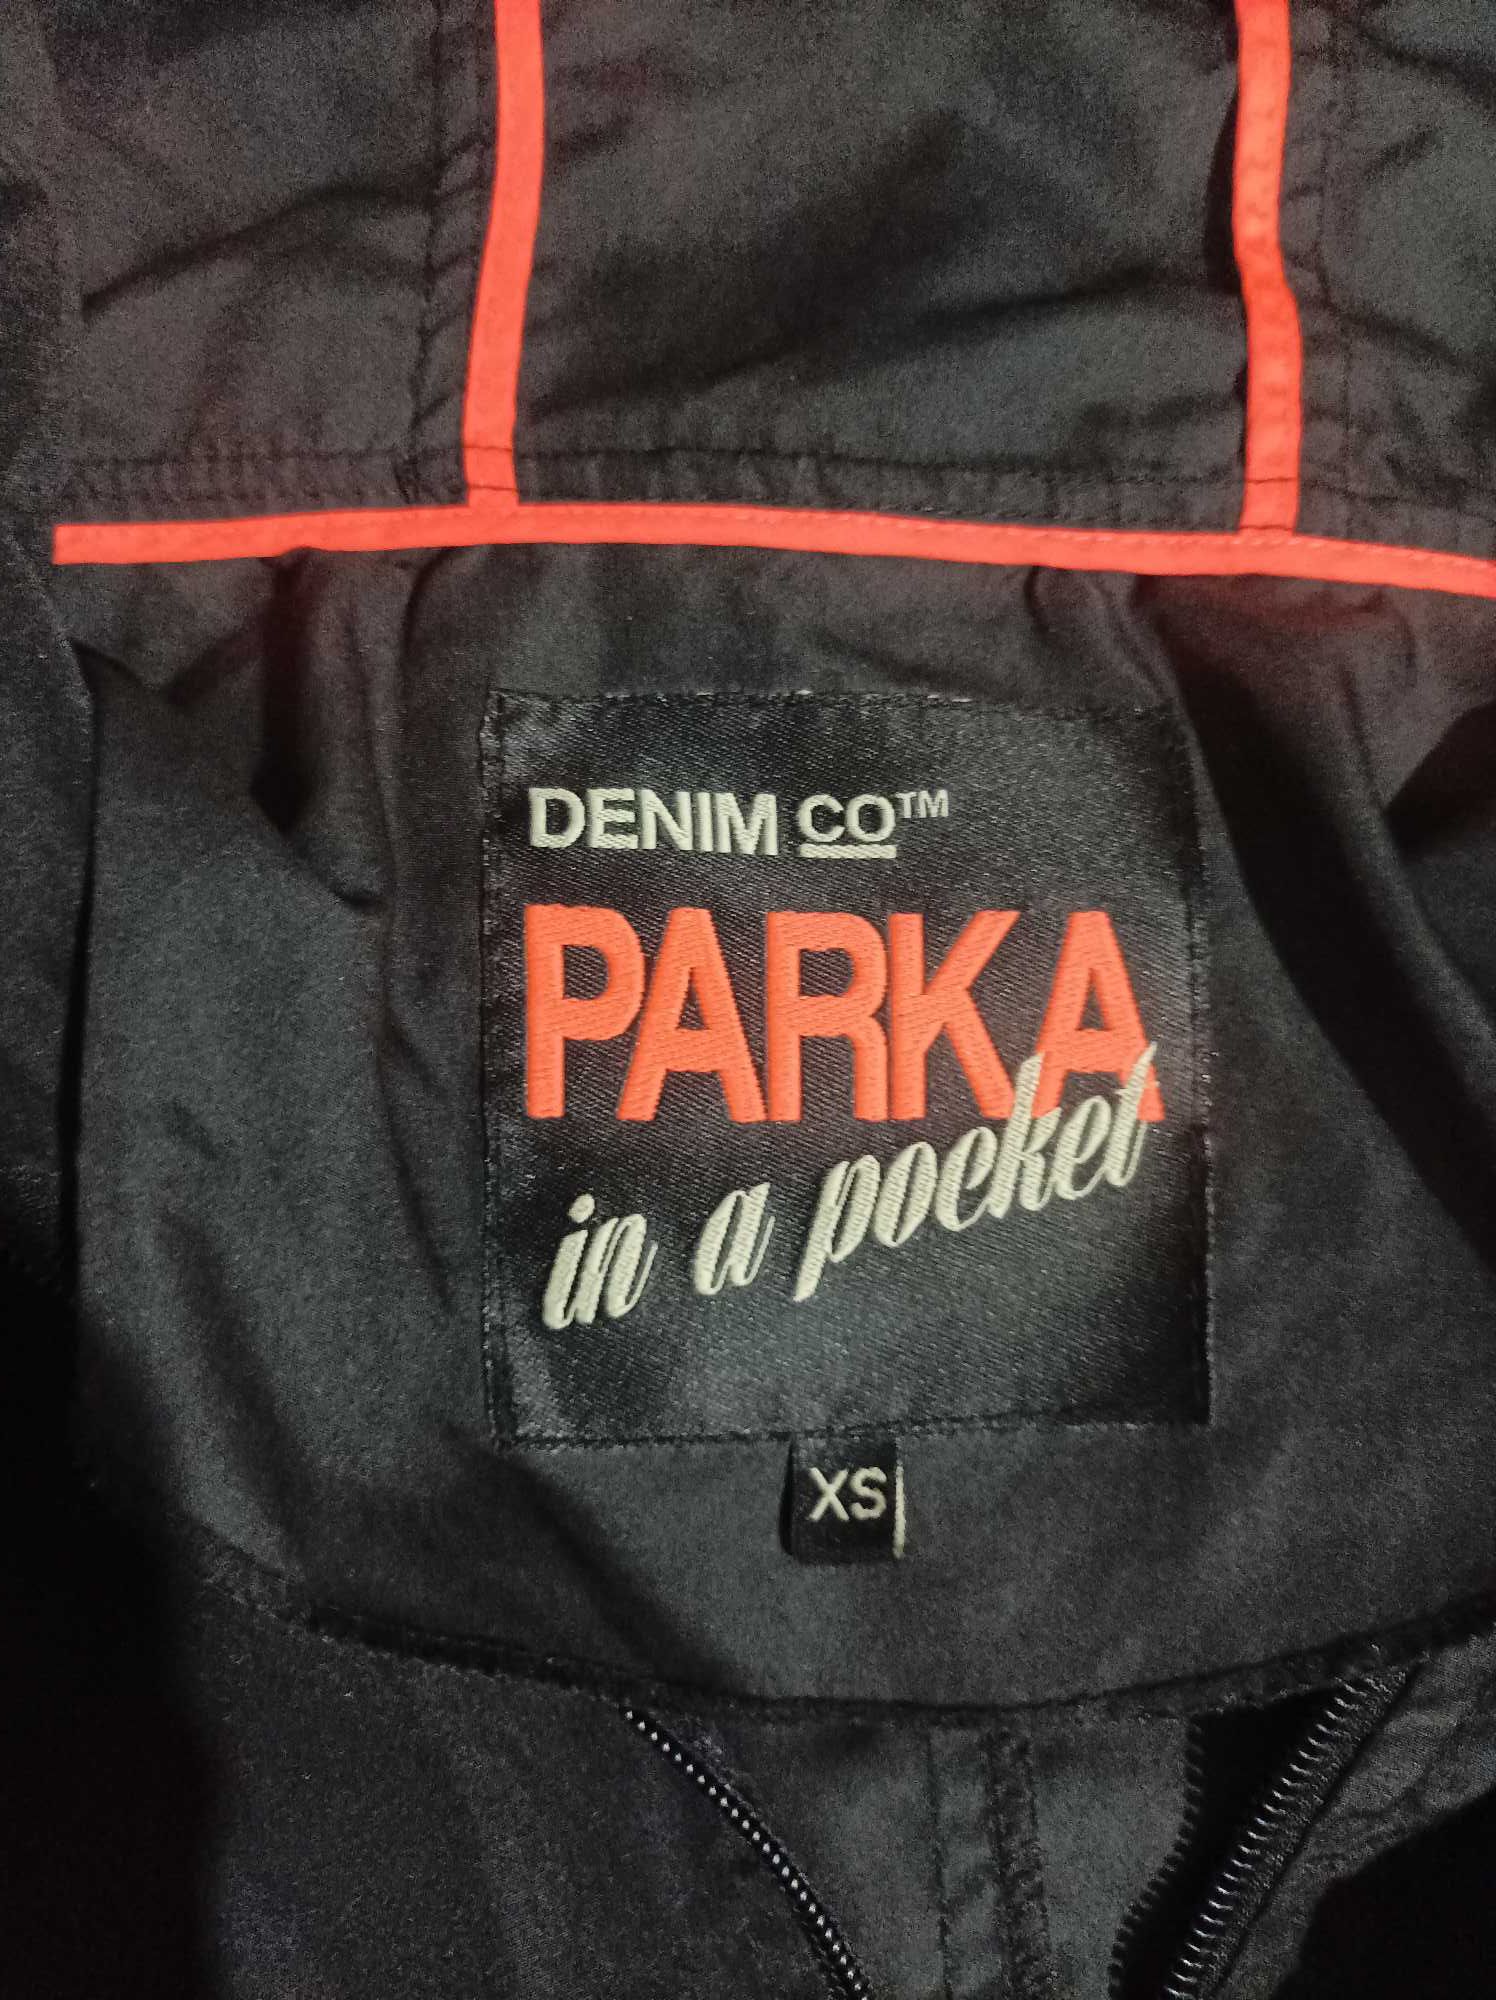 DENIM CO™
PARKA
in a pocket
XS